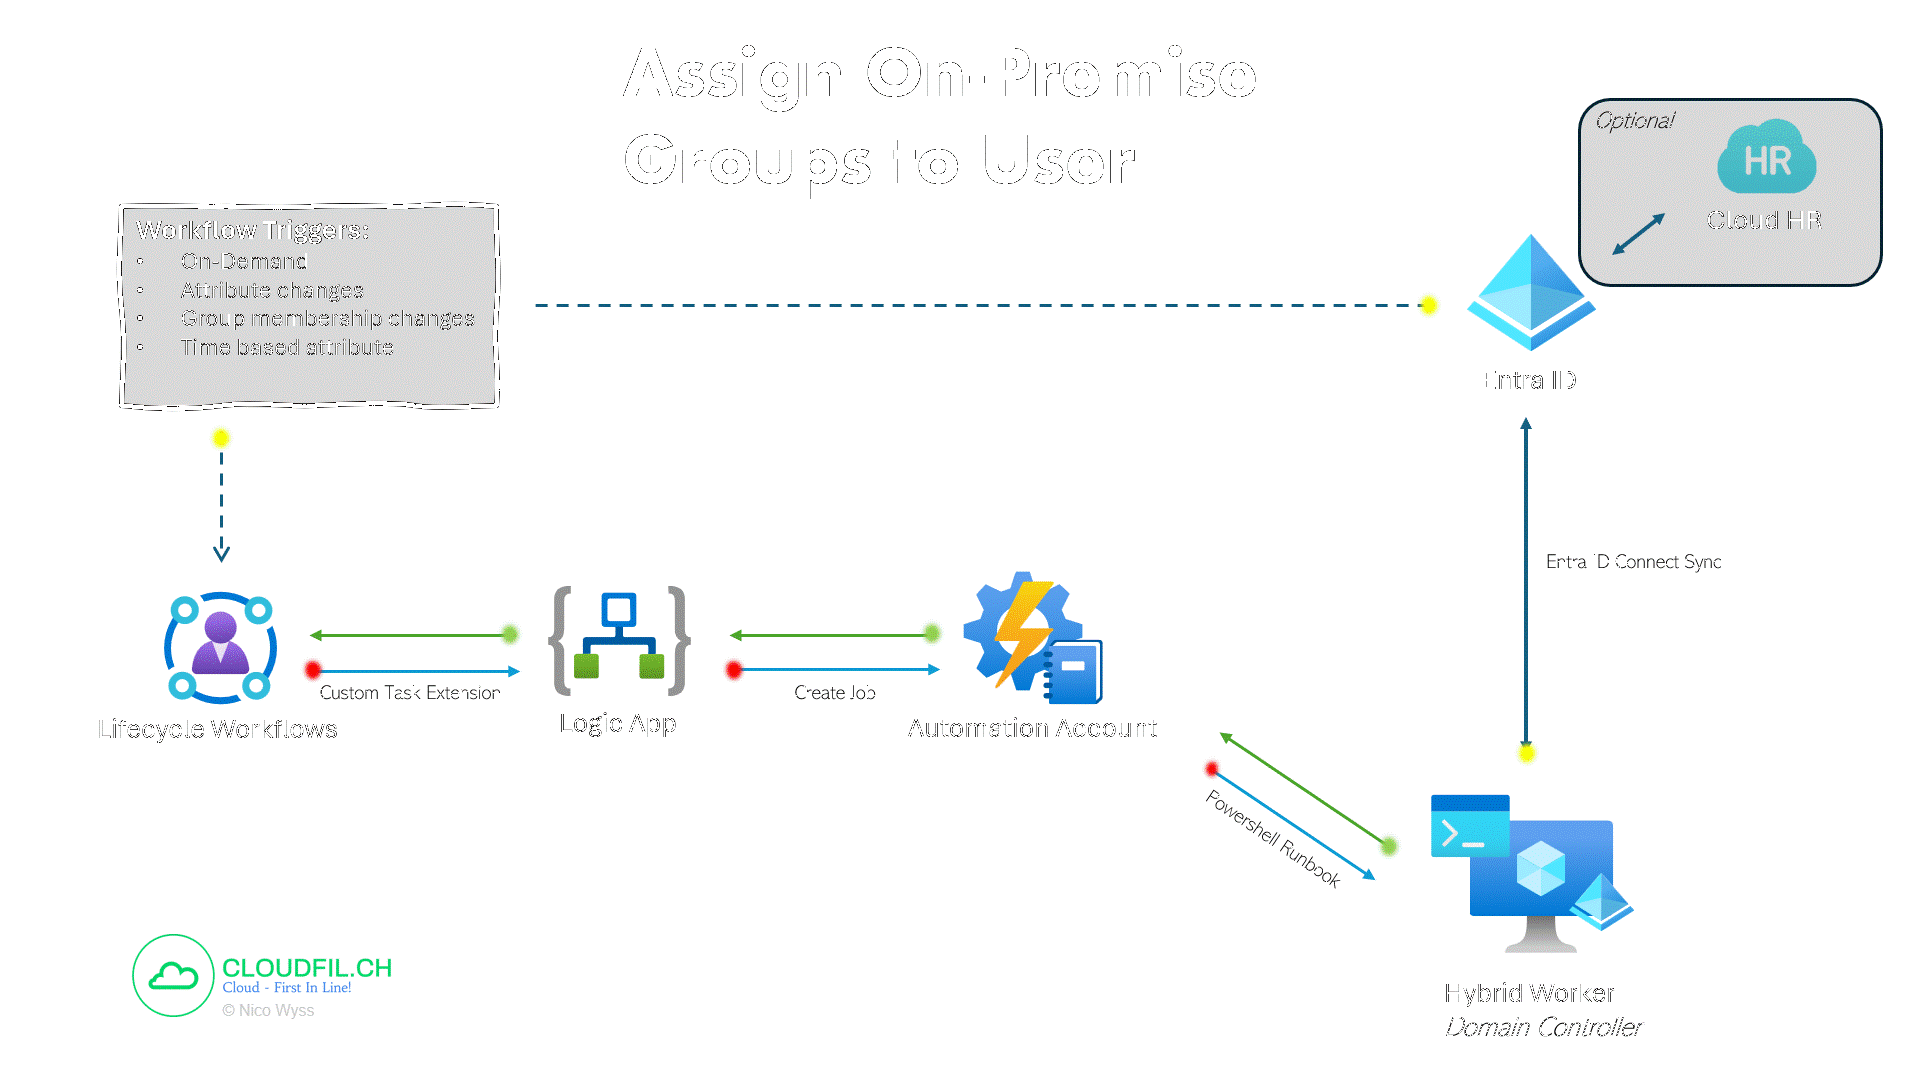 Assign On-Premise
Groups to User
Optional
HR
Cloud HR
Workflow Triggers:
• On-Demand
• Attribute changes
• Group membership changes
• Time based attribute
Entra ID
Entra ID Connect Sync
Custom Task Extension
Create Job
Lifecycle Workflows
Logic App
Automation Account
Powershell Runbook
CLOUDFIL.CH
Cloud - First In Line!
© Nico Wyss
Hybrid Worker
Domain Controller